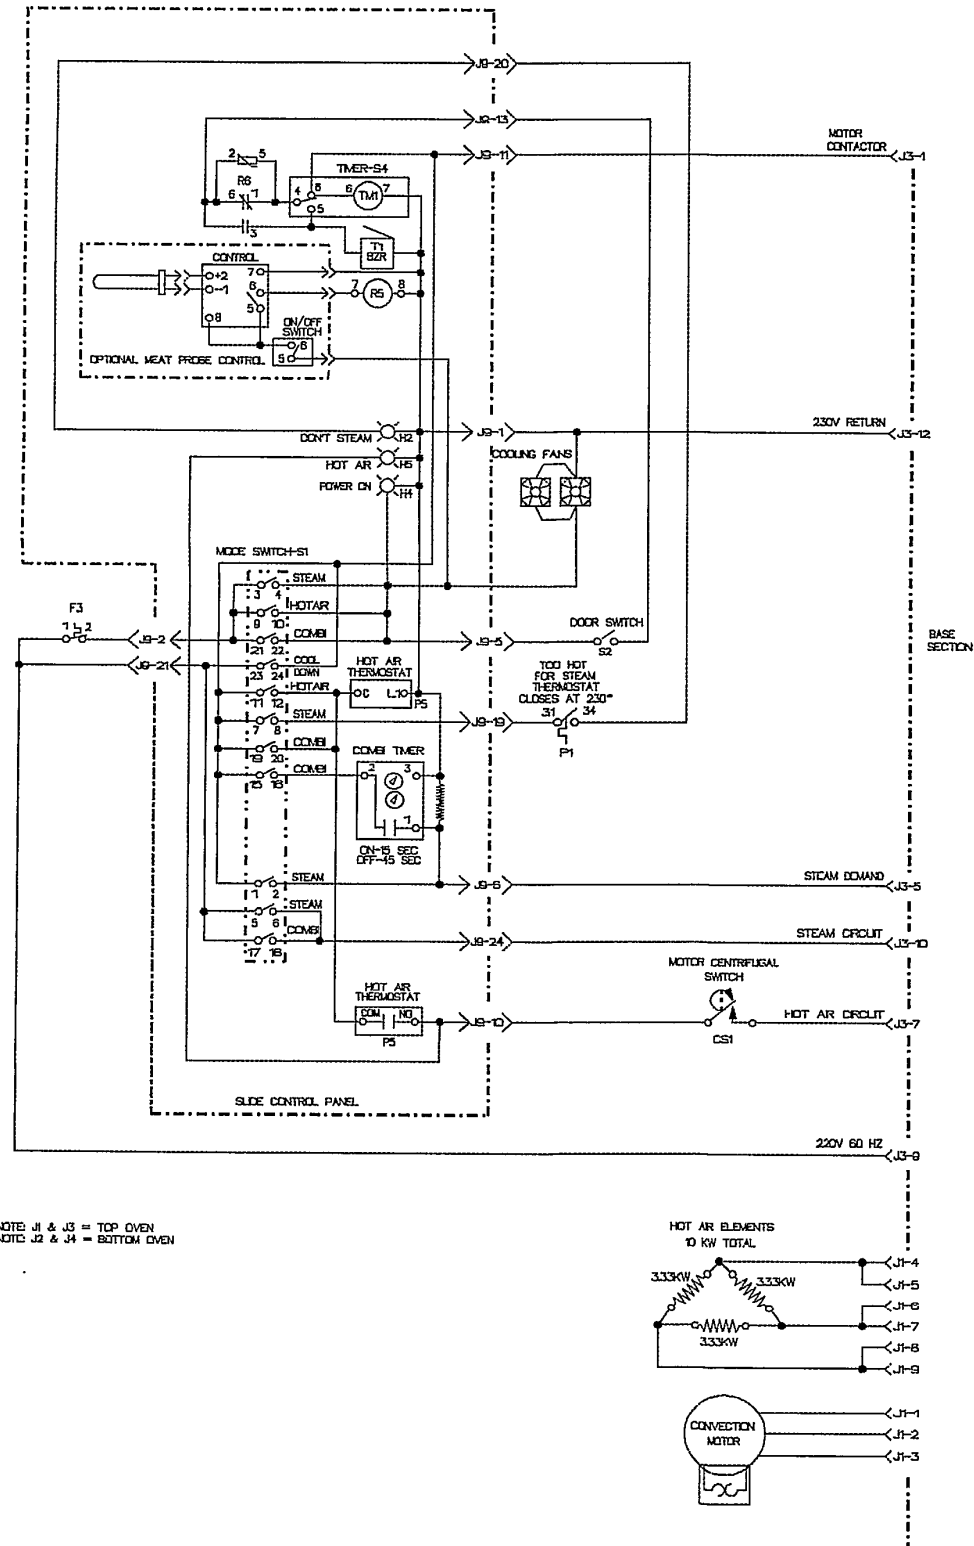 J9-20
J9-13
J9-11
MOTOR
CONTACTOR
J3-1
2 5
R6
6 7
3
TIMER-S4
4 8 6 TM1 7
5
T1
BZR
CONTROL
+2
-1
8
7
6
5
7 R5 8
ON/OFF
SWITCH
6
5
OPTIONAL MEAT PROBE CONTROL
DON'T STEAM H2
J9-1
230V RETURN
J3-12
HOT AIR H5
COOLING FANS
POWER ON H4
MODE SWITCH-S1
3 4 STEAM
9 10 HOTAIR
21 22 COMBI
23 24 COOL
DOWN
11 12 HOTAIR
7 8 STEAM
19 20 COMBI
15 16 COMBI
1 2 STEAM
5 6 STEAM
17 18 COMBI
F3
1 2
J9-2
J9-21
J9-5
DOOR SWITCH
S2
BASE
SECTION
HOT AIR
THERMOSTAT
C L1
P5
TOO HOT
FOR STEAM
THERMOSTAT
CLOSES AT 230°
31 34
P1
J9-19
COMBI TIMER
2 3
1
ON-15 SEC
OFF-45 SEC
J9-6
STEAM DEMAND
J3-5
J9-24
STEAM CIRCUIT
J3-10
MOTOR CENTRIFUGAL
SWITCH
HOT AIR
THERMOSTAT
COM NO
P5
J9-10
CS1
HOT AIR CIRCUIT
J3-7
SLIDE CONTROL PANEL
220V 60 HZ
J3-9
NOTE: J1 & J3 = TOP OVEN
NOTE: J2 & J4 = BOTTOM OVEN
HOT AIR ELEMENTS
10 KW TOTAL
3.33KW
3.33KW
3.33KW
J1-4
J1-5
J1-6
J1-7
J1-8
J1-9
CONVECTION
MOTOR
J1-1
J1-2
J1-3